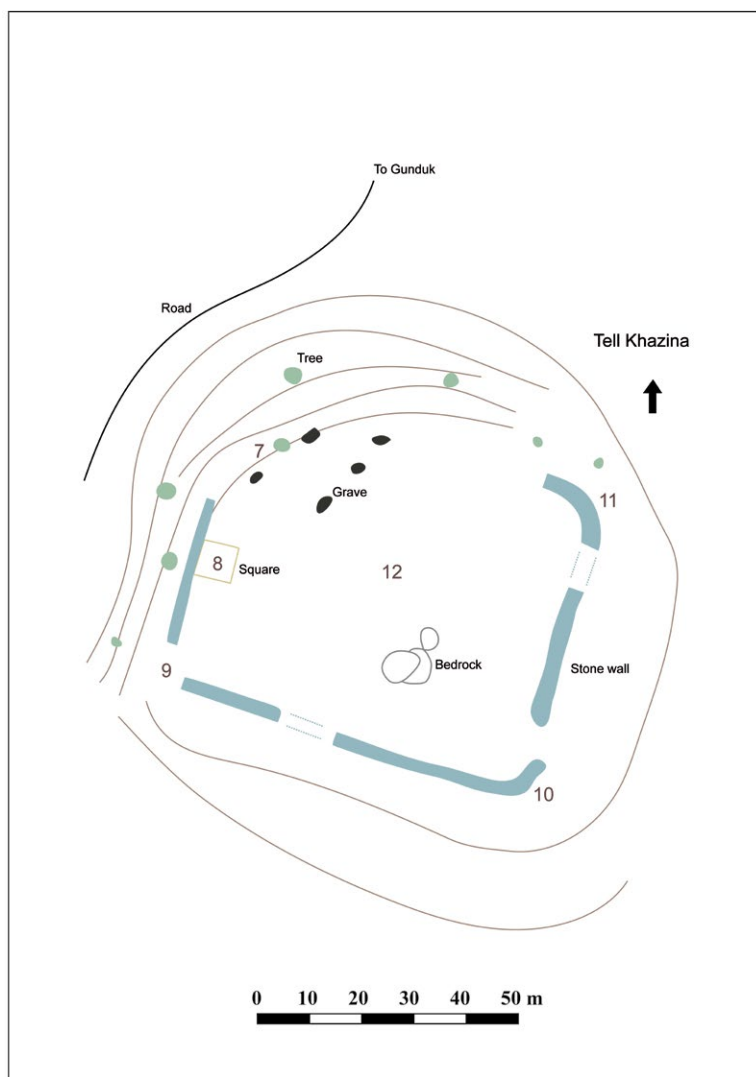 To Gunduk
Road
Tell Khazina
Tree
7
11
Grave
8
Square
12
9
Bedrock
Stone wall
10
0 10 20 30 40 50 m